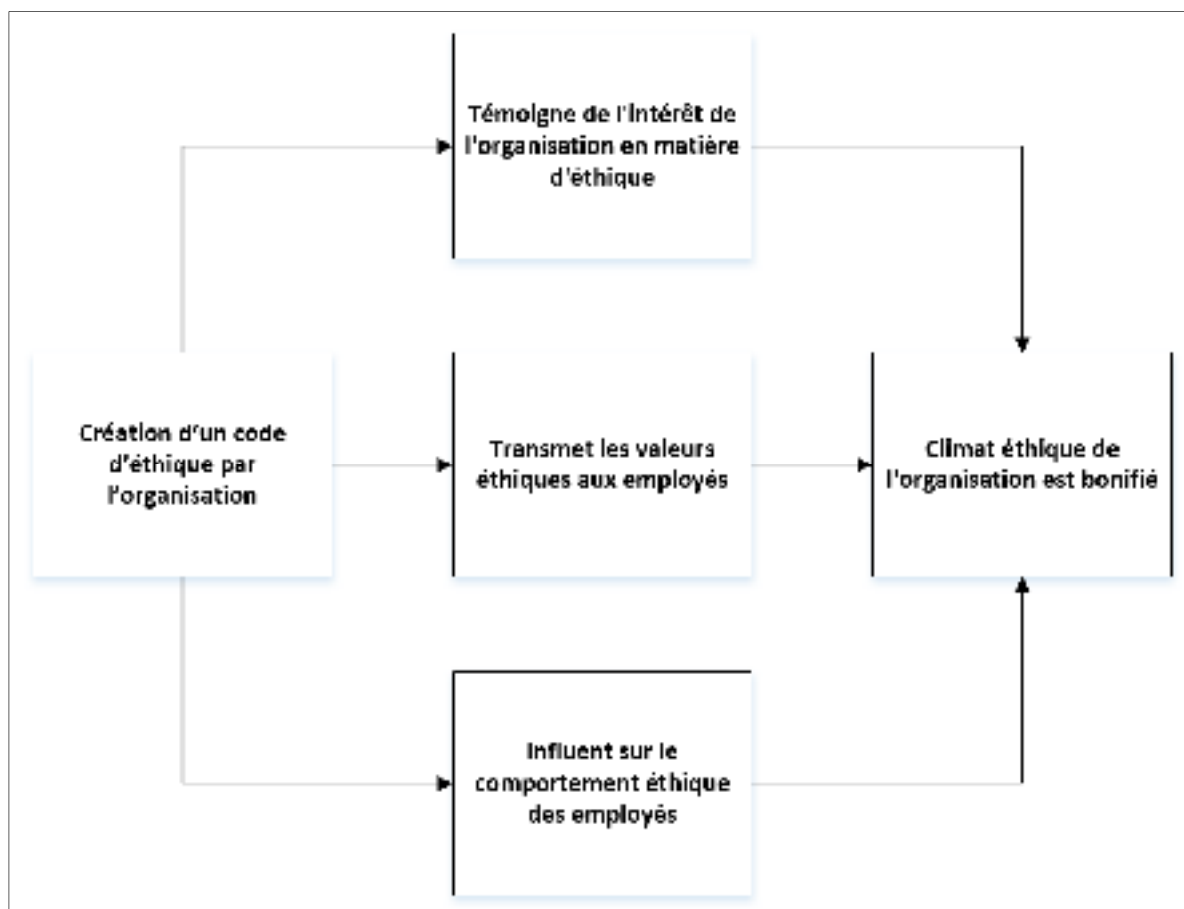 Témoigne de l'intérêt de
l'organisation en matière
d'éthique
Création d'un code
d'éthique par
l'organisation
Transmet les valeurs
éthiques aux employés
Climat éthique de
l'organisation est bonifié
Influent sur le
comportement éthique
des employés